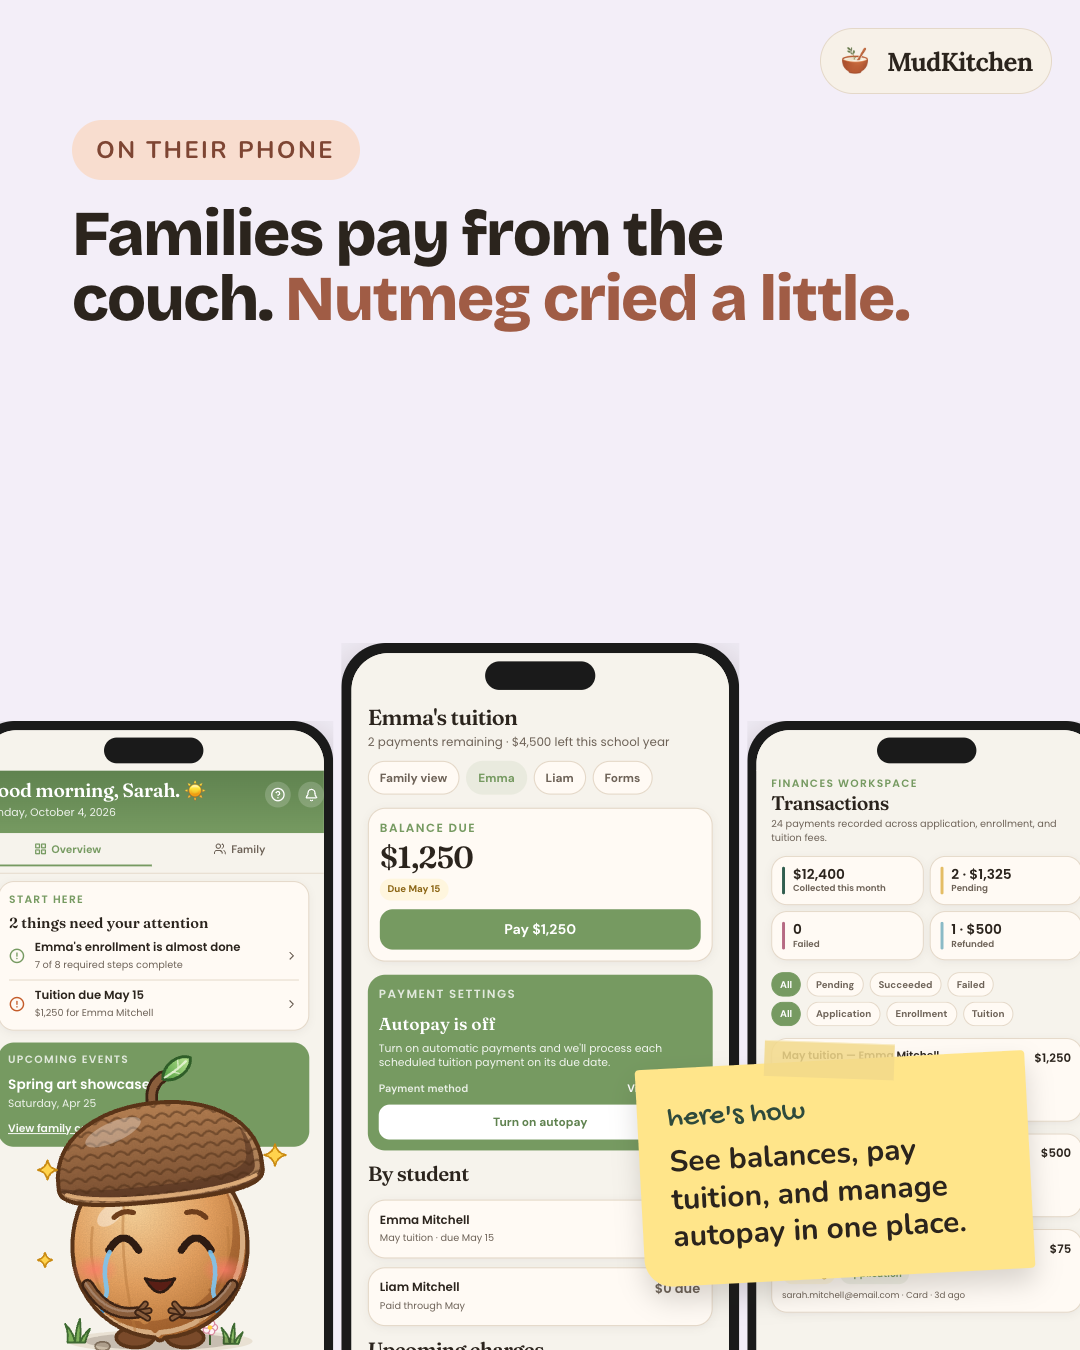 MudKitchen
ON THEIR PHONE
Families pay from the
couch. Nutmeg cried a little.
ood morning, Sarah.
nday, October 4, 2026
Overview
Family
START HERE
2 things need your attention
Emma's enrollment is almost done
7 of 8 required steps complete
Tuition due May 15
$1,250 for Emma Mitchell
UPCOMING EVENTS
Spring art showcase
Saturday, Apr 25
View family
Emma's tuition
2 payments remaining · $4,500 left this school year
Family view
Emma
Liam
Forms
BALANCE DUE
$1,250
Due May 15
Pay $1,250
PAYMENT SETTINGS
Autopay is off
Turn on automatic payments and we'll process each
scheduled tuition payment on its due date.
Payment method
Turn on autopay
By student
Emma Mitchell
May tuition · due May 15
Liam Mitchell
Paid through May
$0 due
Upcoming charges
FINANCES WORKSPACE
Transactions
24 payments recorded across application, enrollment, and
tuition fees.
$12,400
Collected this month
2 · $1,325
Pending
0
Failed
1 · $500
Refunded
All
Pending
Succeeded
Failed
All
Application
Enrollment
Tuition
May tuition — Emma Mitchell
$1,250
$500
$75
sarah.mitchell@email.com · Card · 3d ago
here's how
See balances, pay
tuition, and manage
autopay in one place.